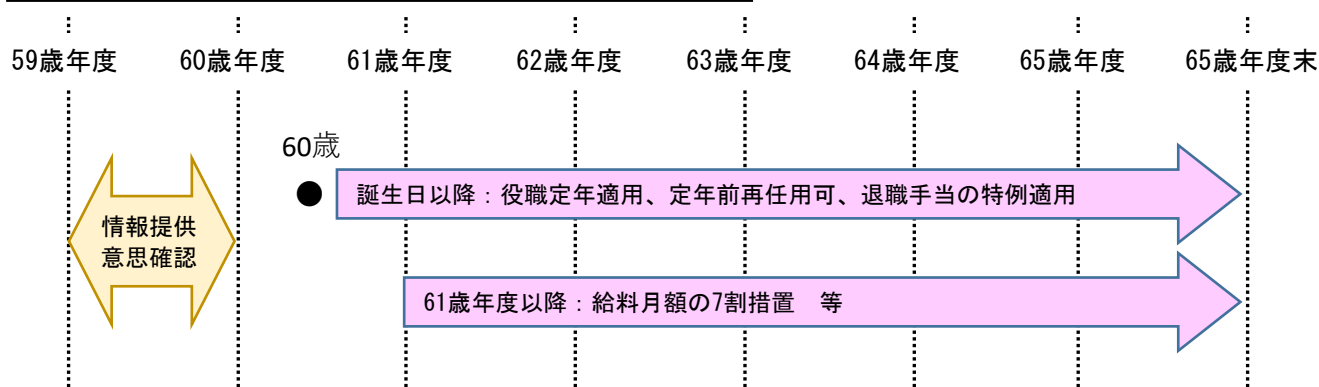 59歳年度 60歳年度 61歳年度 62歳年度 63歳年度 64歳年度 65歳年度 65歳年度末
60歳
誕生日以降：役職定年適用、定年前再任用可、退職手当の特例適用
情報提供
意思確認
61歳年度以降：給料月額の7割措置　等